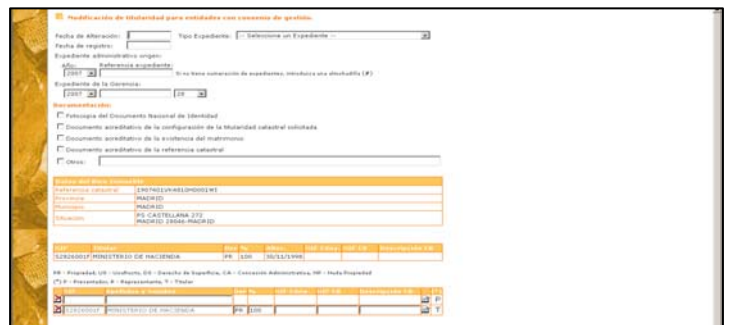 Modificación de titularidad para entidades con convenio de gestión.
Fecha de Alteración: Tipo Expediente: -- Seleccione un Expediente --
Fecha de registro:
Expediente administrativo origen:
Año: Referencia expediente:
2007 Si no tiene numeración de expedientes, introduzca una almohadilla (#)
Expediente de la Gerencia:
2007 28
Documentación:
Fotocopia del Documento Nacional de Identidad
Documento acreditativo de la configuración de la titularidad catastral solicitada
Documento acreditativo de la existencia del matrimonio
Documento acreditativo de la referencia catastral
Otros:
Datos del Bien Inmueble
Referencia catastral
Provincia MADRID
Municipio MADRID
Situación PS CASTELLANA 272
MADRID 28046-MADRID
NIF Titular Der % Descripción CB
S2826001F MINISTERIO DE HACIENDA PR 100 30/11/1998
PR - Propiedad, US - Usufructo, DS - Derecho de Superficie, CA - Concesión Administrativa, NP - Nuda Propiedad
(*) P - Presentador, R - Representante, T - Titular
NIF Apellidos y Nombre Der % Descripción CB (*)
P
S2826001F MINISTERIO DE HACIENDA PR 100 T